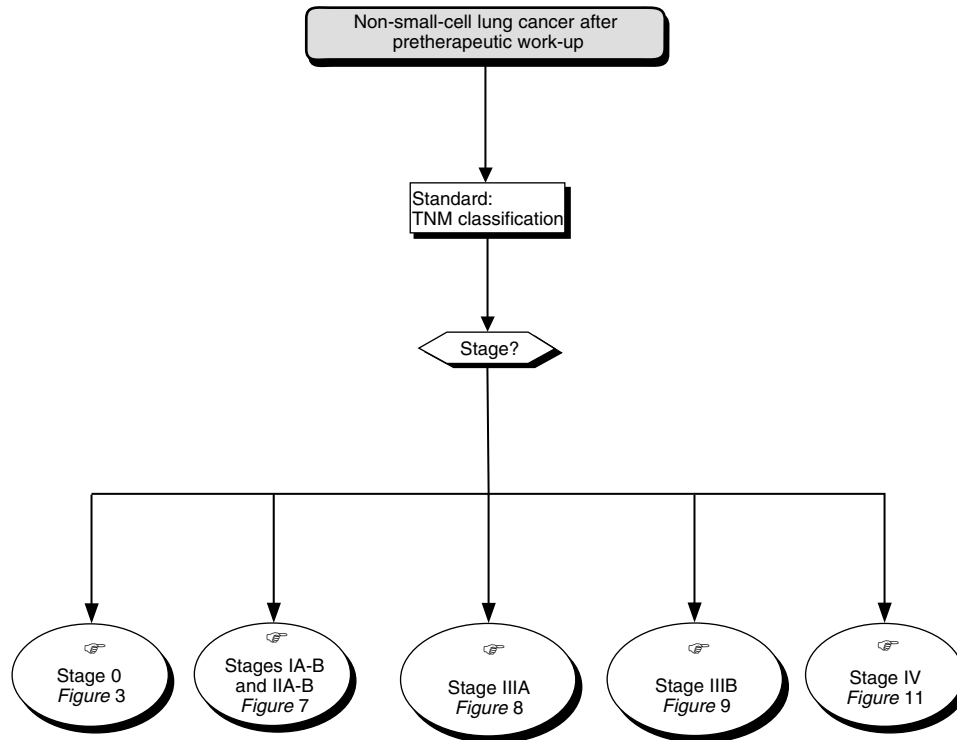 Non-small-cell lung cancer after
pretherapeutic work-up
Standard:
TNM classification
Stage?
☞
Stage 0
Figure 3
☞
Stages IA-B
and IIA-B
Figure 7
☞
Stage IIIA
Figure 8
☞
Stage IIIB
Figure 9
☞
Stage IV
Figure 11